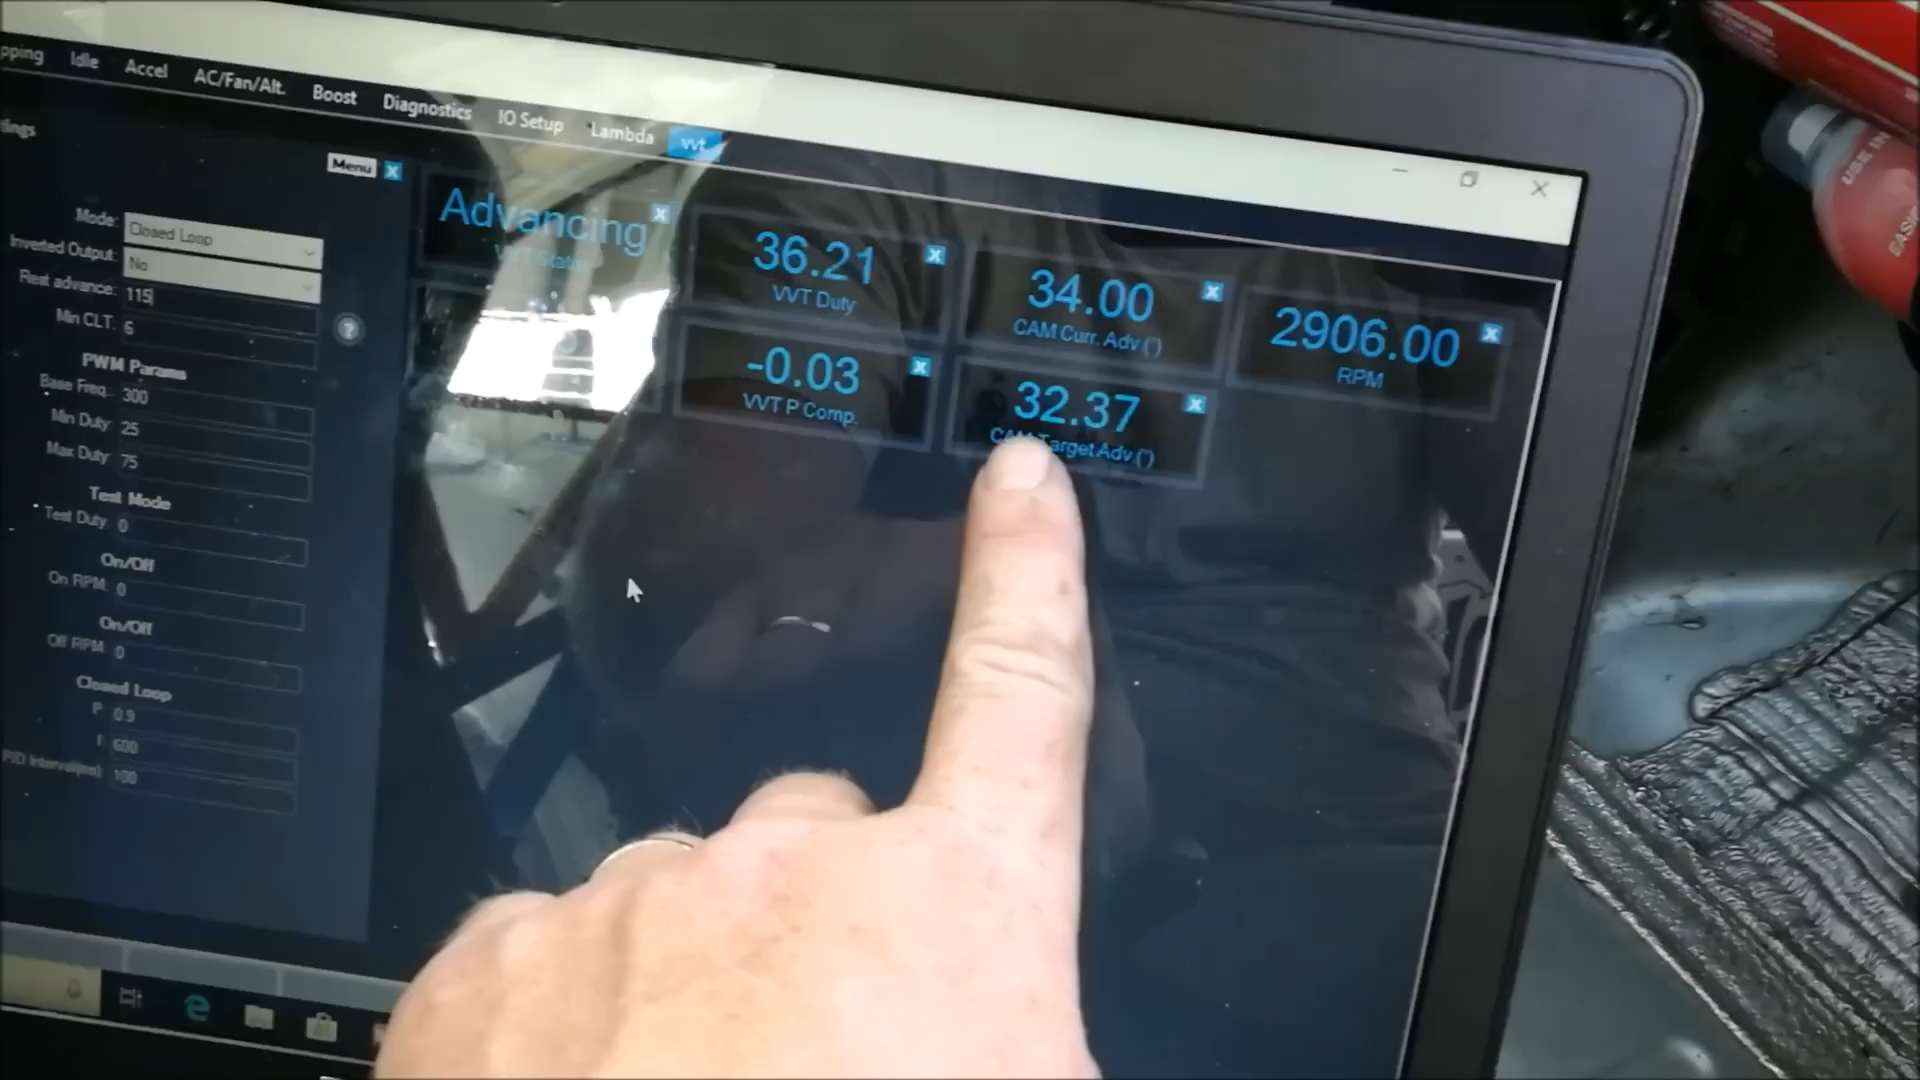 pping Idle Accel AC/Fan/Alt. Boost Diagnostics IO Setup Lambda vvt
tings
Menu
Mode: Closed Loop
Inverted Output: No
Rest advance: 115
Min CLT: 6
PWM Params
Base Freq.: 300
Min Duty: 25
Max Duty: 75
Test Mode
Test Duty: 0
On/Off
On RPM: 0
On/Off
Off RPM: 0
Closed Loop
P 0.9
I 600
PID Interval(ms) 100
Advancing
36.21
VVT Duty
34.00
CAM Curr. Adv.(°)
2906.00
RPM
-0.03
VVT P Comp.
32.37
CAM Target Adv.(°)
USE IN